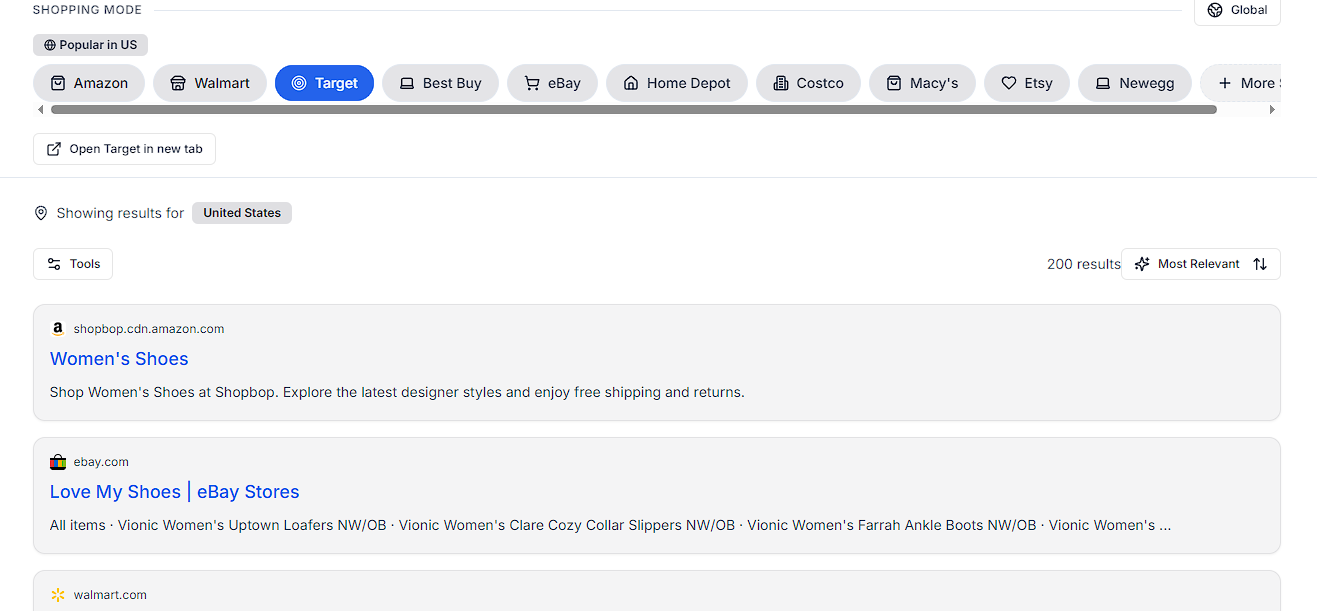 SHOPPING MODE
Global
Popular in US
Amazon
Walmart
Target
Best Buy
eBay
Home Depot
Costco
Macy's
Etsy
Newegg
More
Open Target in new tab
Showing results for United States
Tools
200 results
Most Relevant
shopbop.cdn.amazon.com
Women's Shoes
Shop Women's Shoes at Shopbop. Explore the latest designer styles and enjoy free shipping and returns.
ebay.com
Love My Shoes | eBay Stores
All items · Vionic Women's Uptown Loafers NW/OB · Vionic Women's Clare Cozy Collar Slippers NW/OB · Vionic Women's Farrah Ankle Boots NW/OB · Vionic Women's ...
walmart.com